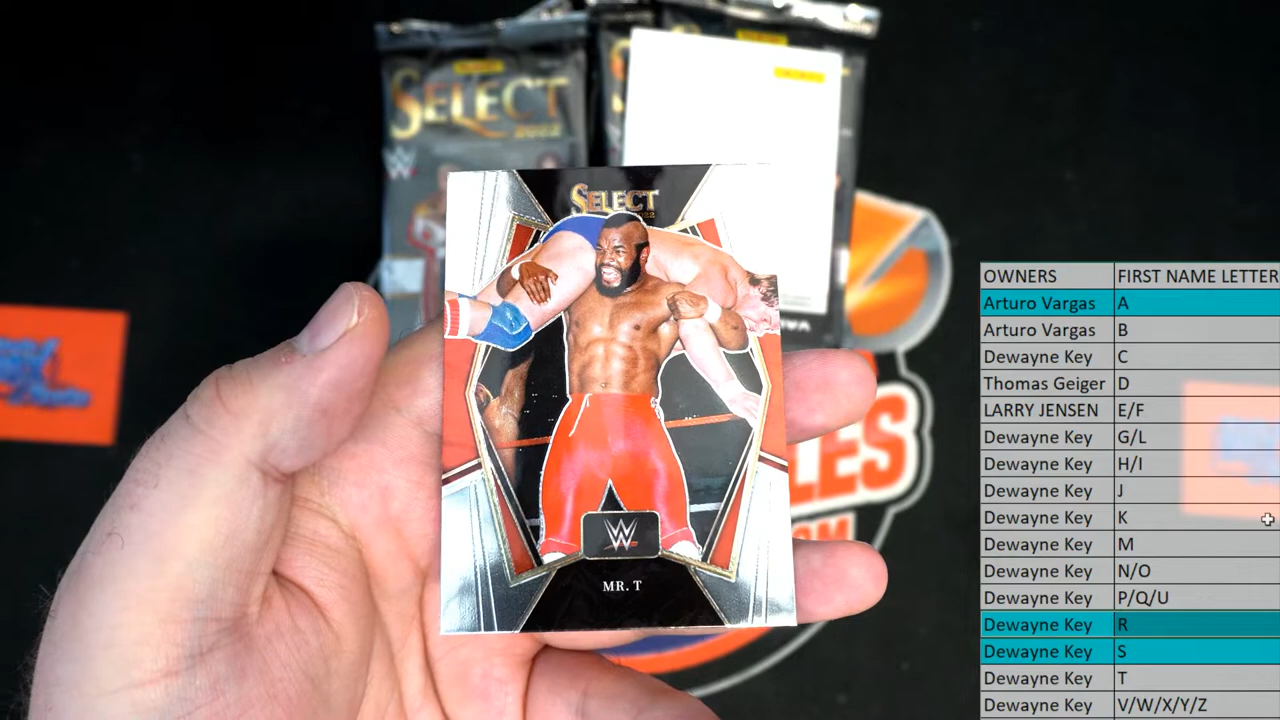 SELECT
2022
W
SELECT
2022
W
MR. T
LES
OM
OWNERS FIRST NAME LETTER
Arturo Vargas A
Arturo Vargas B
Dewayne Key C
Thomas Geiger D
LARRY JENSEN E/F
Dewayne Key G/L
Dewayne Key H/I
Dewayne Key J
Dewayne Key K
Dewayne Key M
Dewayne Key N/O
Dewayne Key P/Q/U
Dewayne Key R
Dewayne Key S
Dewayne Key T
Dewayne Key V/W/X/Y/Z